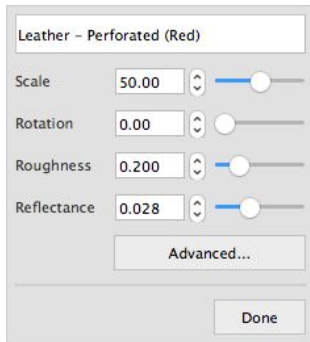 Leather – Perforated (Red)
Scale 50.00
Rotation 0.00
Roughness 0.200
Reflectance 0.028
Advanced...
Done